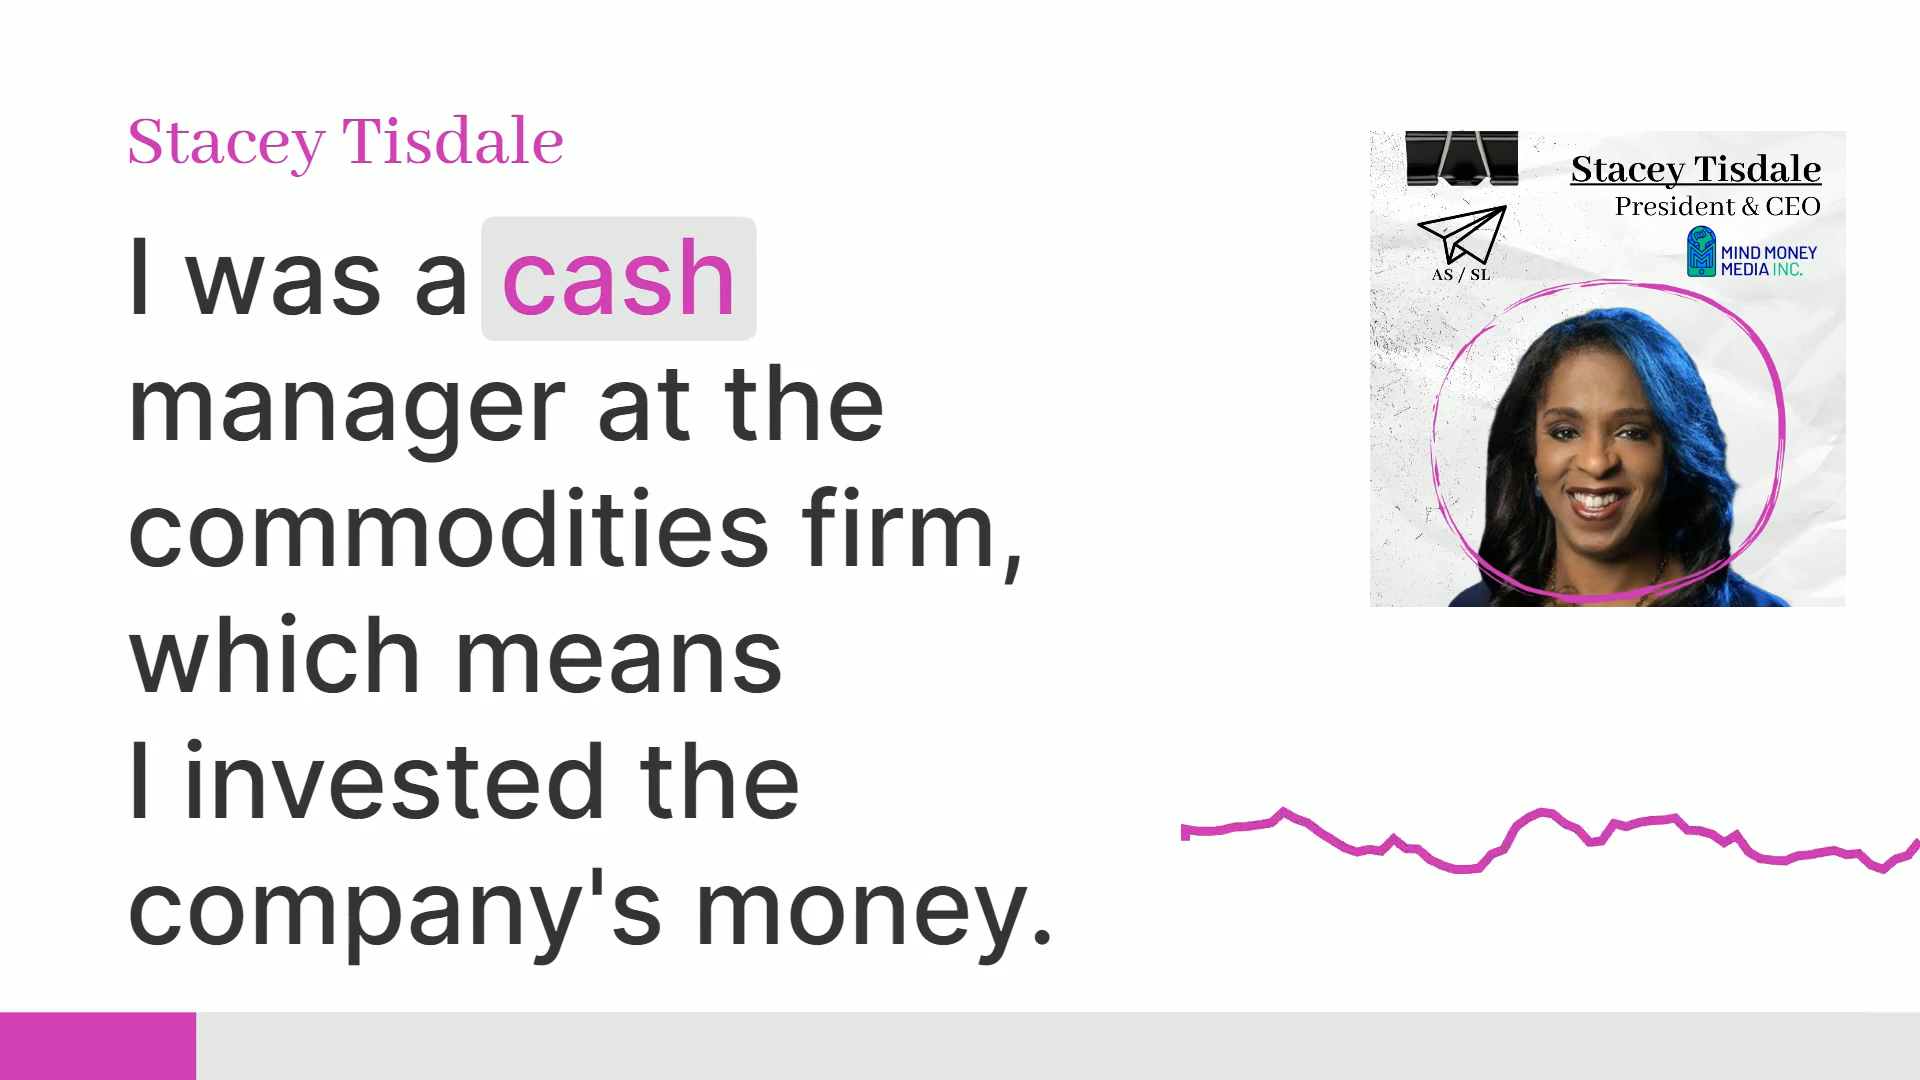 Stacey Tisdale
I was a cash
manager at the
commodities firm,
which means
I invested the
company's money.
Stacey Tisdale
President & CEO
MIND MONEY
MEDIA INC.
AS / SL